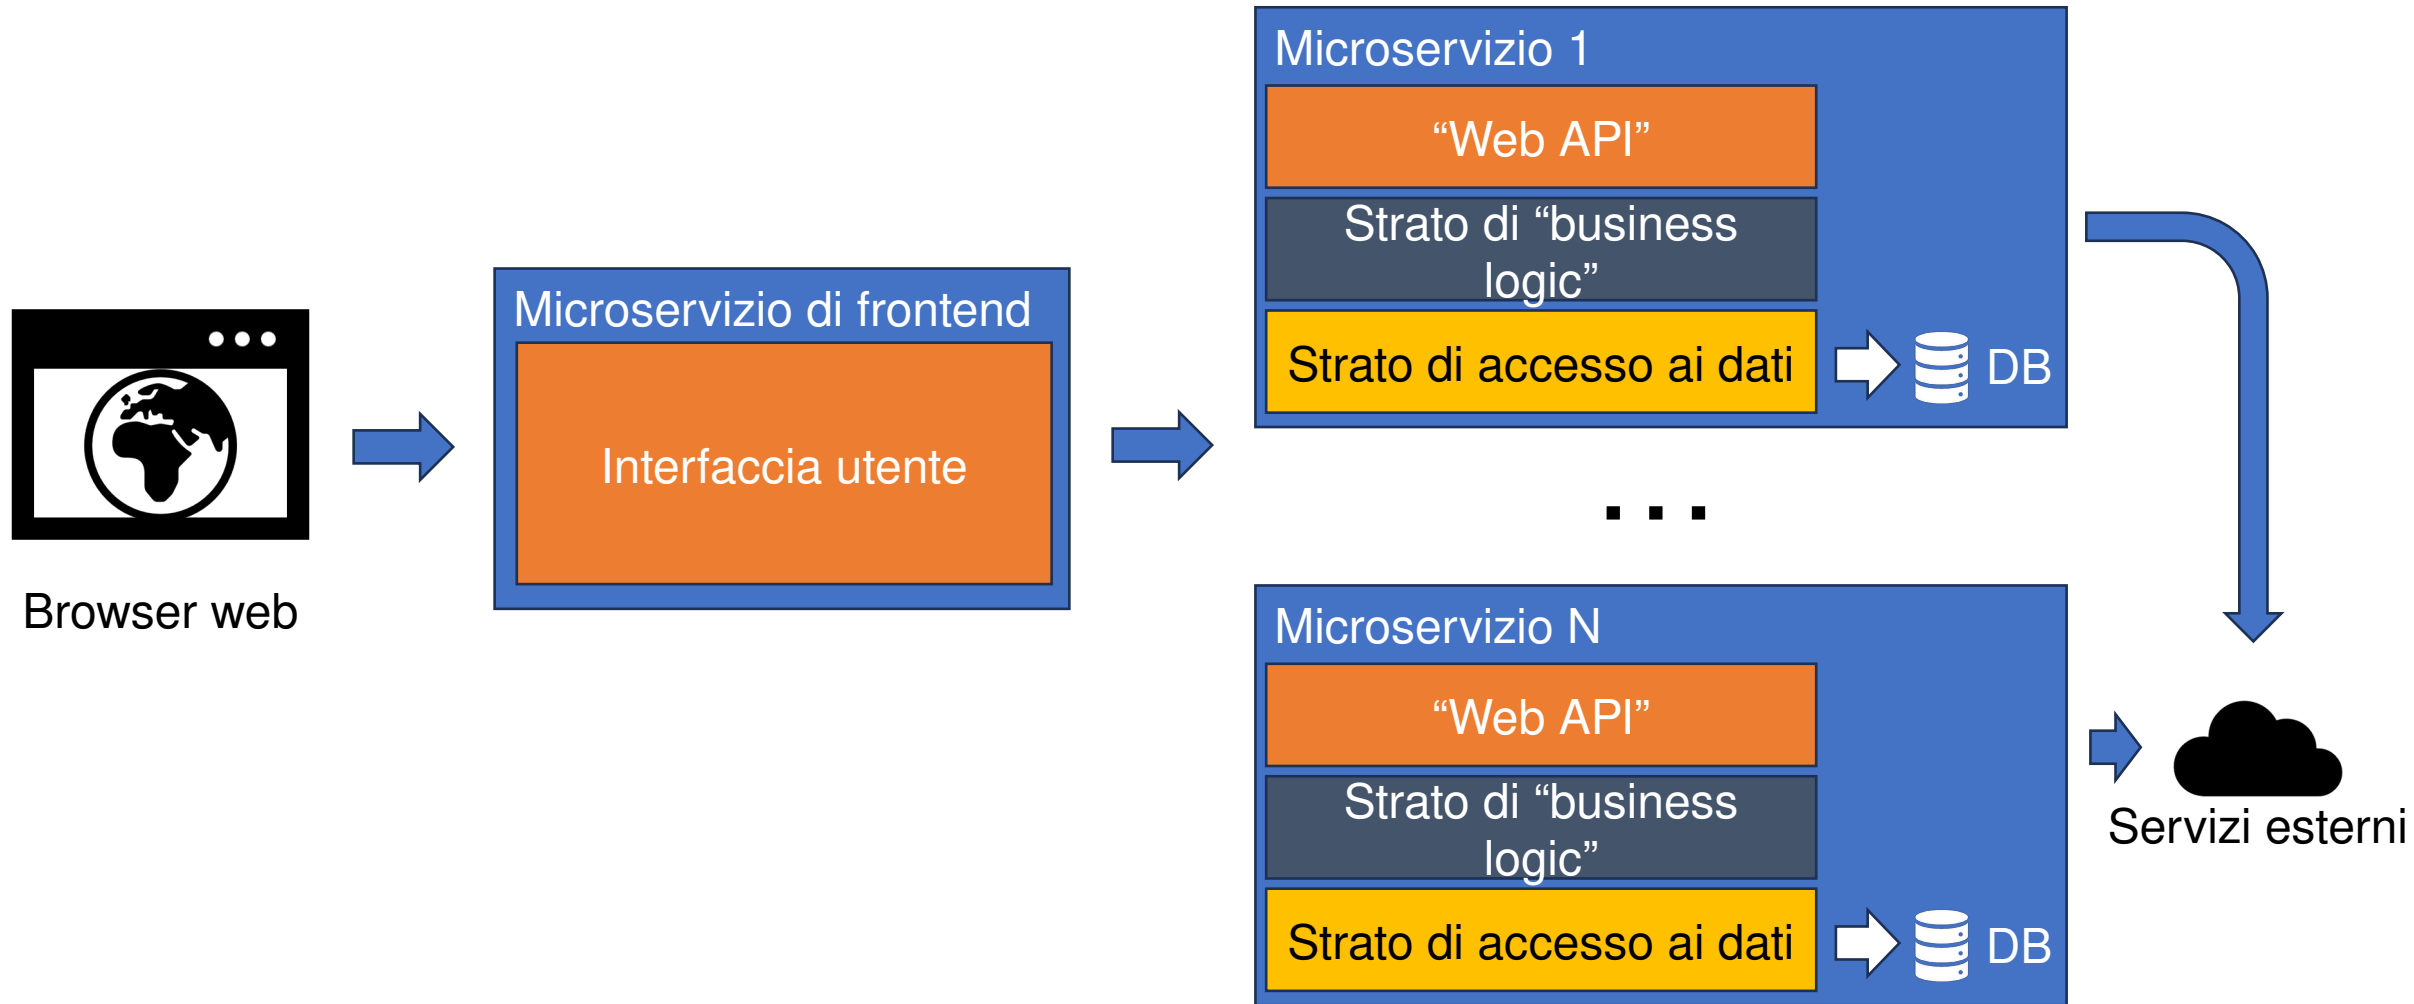 Browser web
Microservizio di frontend
Interfaccia utente
Microservizio 1
“Web API”
Strato di “business
logic”
Strato di accesso ai dati
DB
...
Microservizio N
“Web API”
Strato di “business
logic”
Strato di accesso ai dati
DB
Servizi esterni